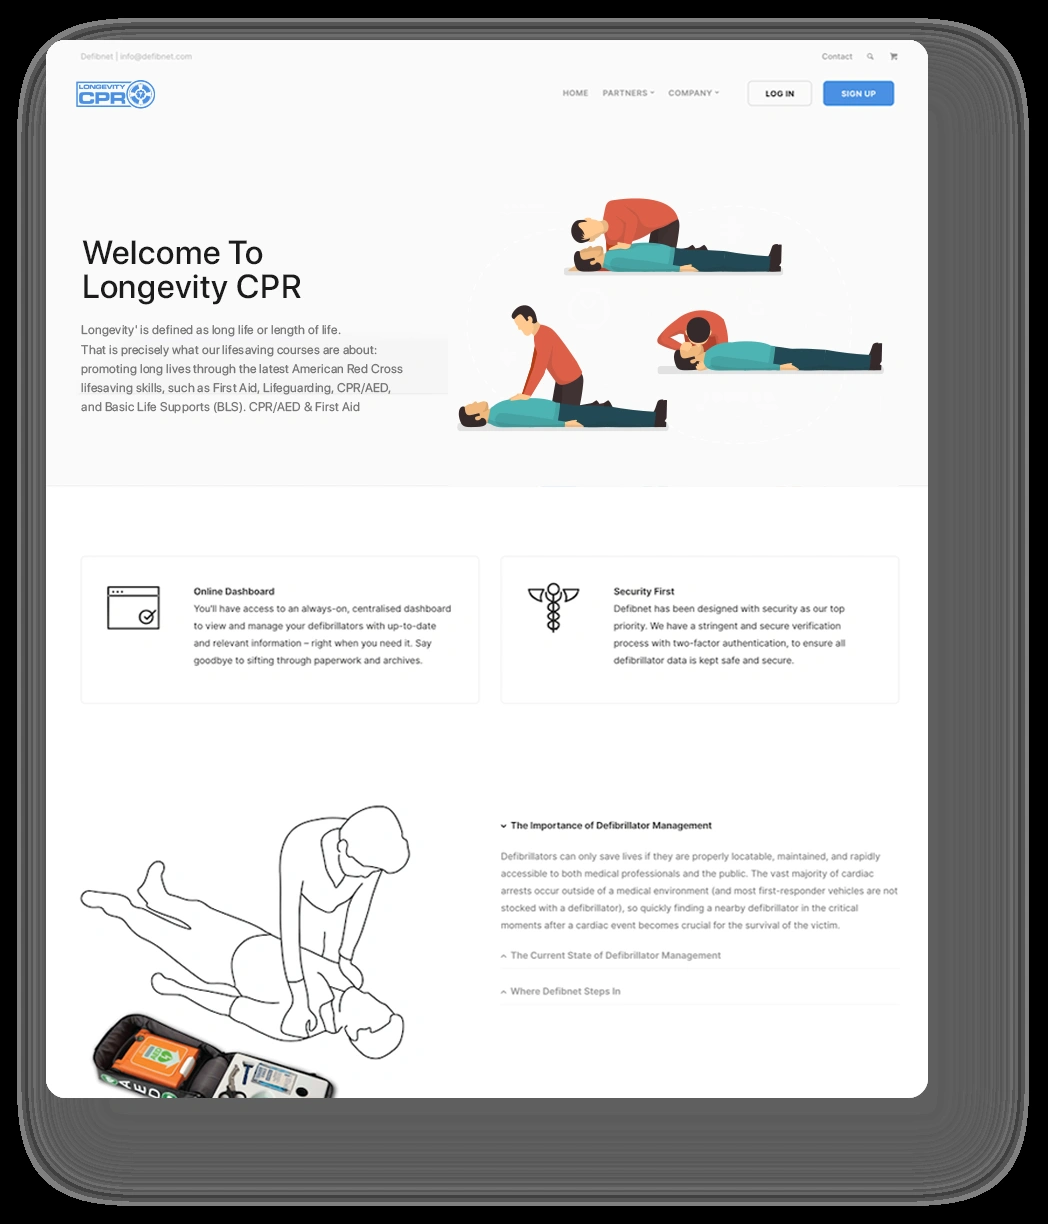 Defibnet | info@defibnet.com
Contact
LONGEVITY
CPR
HOME PARTNERS COMPANY LOG IN SIGN UP
Welcome To
Longevity CPR
Longevity' is defined as long life or length of life.
That is precisely what our lifesaving courses are about:
promoting long lives through the latest American Red Cross
lifesaving skills, such as First Aid, Lifeguarding, CPR/AED,
and Basic Life Supports (BLS). CPR/AED & First Aid
Online Dashboard
You'll have access to an always-on, centralised dashboard
to view and manage your defibrillators with up-to-date
and relevant information – right when you need it. Say
goodbye to sifting through paperwork and archives.
Security First
Defibnet has been designed with security as our top
priority. We have a stringent and secure verification
process with two-factor authentication, to ensure all
defibrillator data is kept safe and secure.
The Importance of Defibrillator Management
Defibrillators can only save lives if they are properly locatable, maintained, and rapidly
accessible to both medical professionals and the public. The vast majority of cardiac
arrests occur outside of a medical environment (and most first-responder vehicles are not
stocked with a defibrillator), so quickly finding a nearby defibrillator in the critical
moments after a cardiac event becomes crucial for the survival of the victim.
The Current State of Defibrillator Management
Where Defibnet Steps In
AED